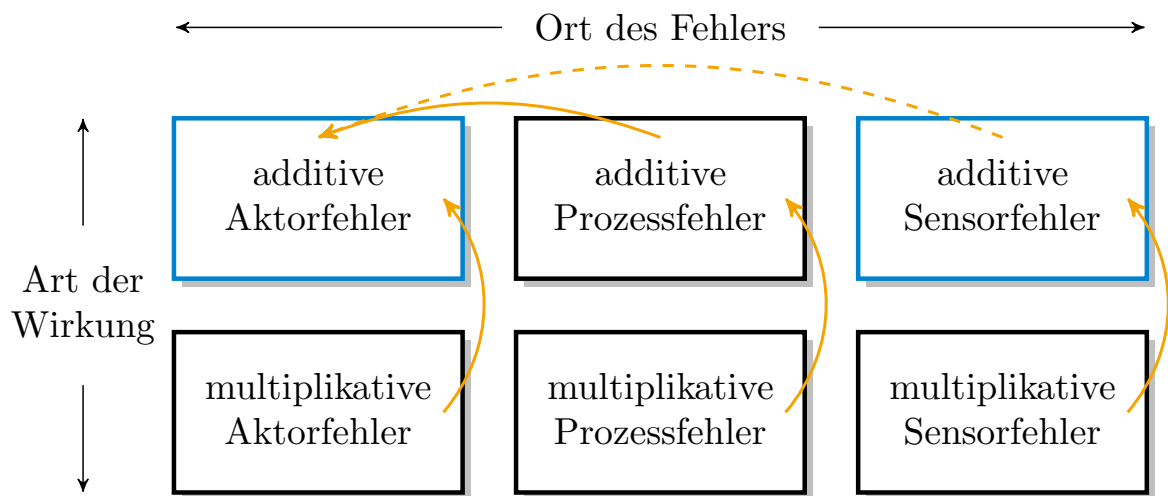 Ort des Fehlers
additive
Aktorfehler
additive
Prozessfehler
additive
Sensorfehler
Art der
Wirkung
multiplikative
Aktorfehler
multiplikative
Prozessfehler
multiplikative
Sensorfehler